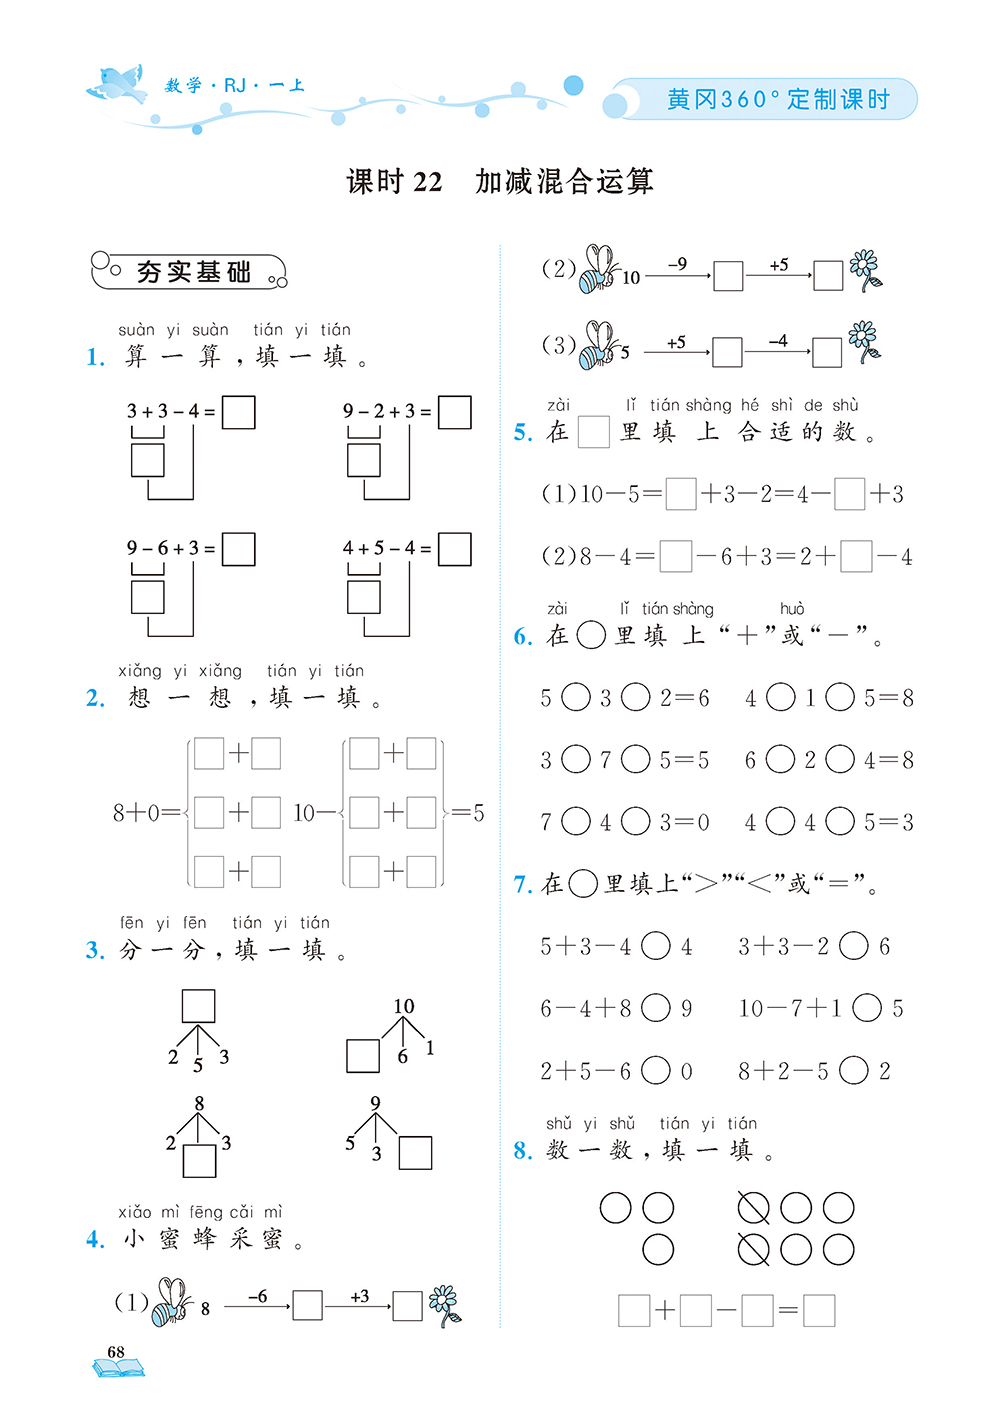 数学·RJ·一上
黄冈360°定制课时
课时22 加减混合运算
夯实基础
suàn yi suàn tián yi tián
1. 算一算,填一填。
3+3-4=□ 9-2+3=□
9-6+3=□ 4+5-4=□
xiǎng yi xiǎng tián yi tián
2. 想一想,填一填。
□+□ □+□
8+0= □+□ 10- □+□ =5
□+□ □+□
fēn yi fēn tián yi tián
3. 分一分,填一填。
□ 10
2 5 3 □ 6 1
8 9
2 □ 3 5 3 □
xiǎo mì fēng cǎi mì
4. 小蜜蜂采蜜。
(1) 8 -6 □ +3 □
(2) 10 -9 □ +5 □
(3) 5 +5 □ -4 □
zài lǐ tián shàng hé shì de shù
5. 在□里填上合适的数。
(1)10-5=□+3-2=4-□+3
(2)8-4=□-6+3=2+□-4
zài lǐ tián shàng huò
6. 在○里填上“+”或“-”。
5○3○2=6 4○1○5=8
3○7○5=5 6○2○4=8
7○4○3=0 4○4○5=3
7. 在○里填上“>”“<”或“=”。
5+3-4○4 3+3-2○6
6-4+8○9 10-7+1○5
2+5-6○0 8+2-5○2
shǔ yi shǔ tián yi tián
8. 数一数,填一填。
□+□-□=□
68